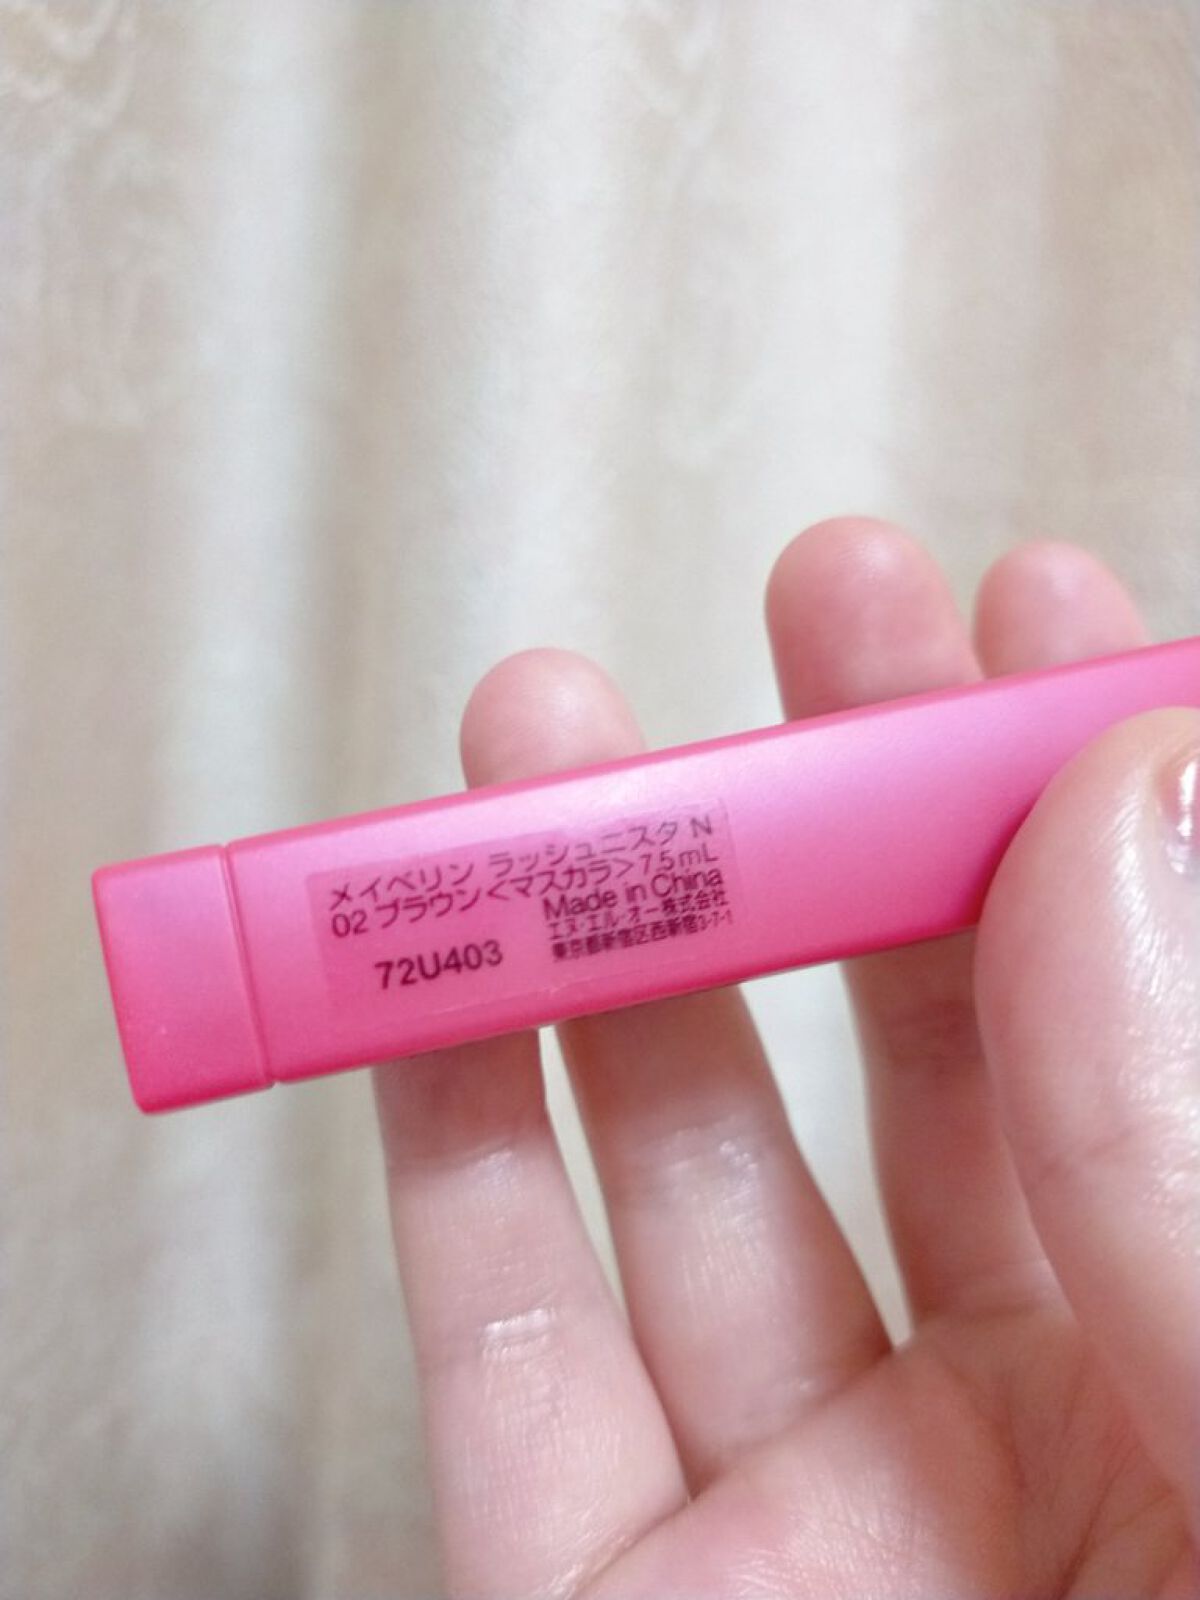 メイベリン ラッシュニスタ N
02 ブラウン<マスカラ> 7.5mL
Made in China
エヌ・エル・オー株式会社
東京都新宿区西新宿3-7-1
72U403